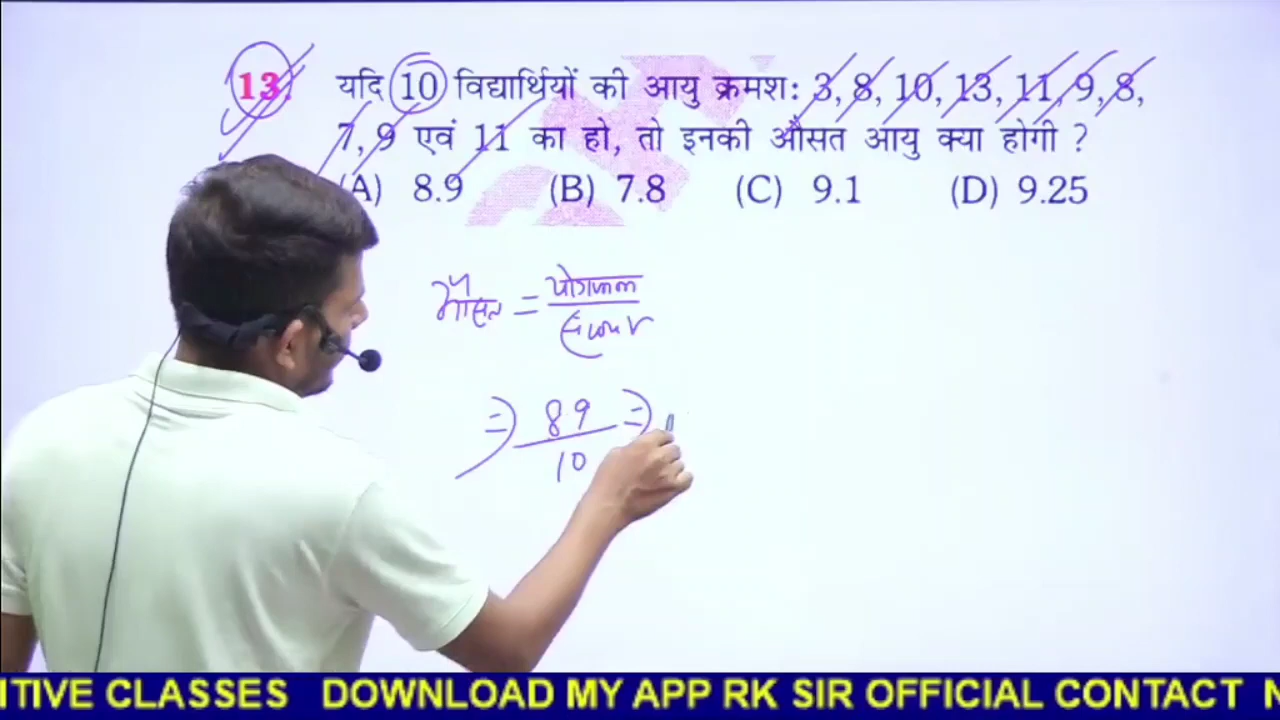 13. यदि 10 विद्यार्थियों की आयु क्रमश: 3, 8, 10, 13, 11, 9, 8,
7, 9 एवं 11 का हो, तो इनकी औसत आयु क्या होगी ?
(A) 8.9 (B) 7.8 (C) 9.1 (D) 9.25
औसत = योगफल
संख्या
⇒ 89 ⇒
10
ITIVE CLASSES DOWNLOAD MY APP RK SIR OFFICIAL CONTACT N